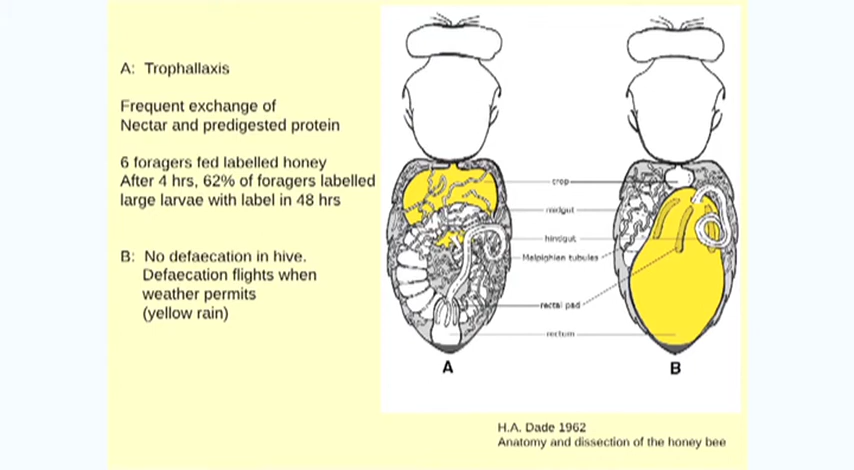 A: Trophallaxis
Frequent exchange of
Nectar and predigested protein
6 foragers fed labelled honey
After 4 hrs, 62% of foragers labelled
large larvae with label in 48 hrs
B: No defaecation in hive.
Defaecation flights when
weather permits
(yellow rain)
crop
midgut
hindgut
Malpighian tubules
rectal pad
rectum
A
B
H.A. Dade 1962
Anatomy and dissection of the honey bee